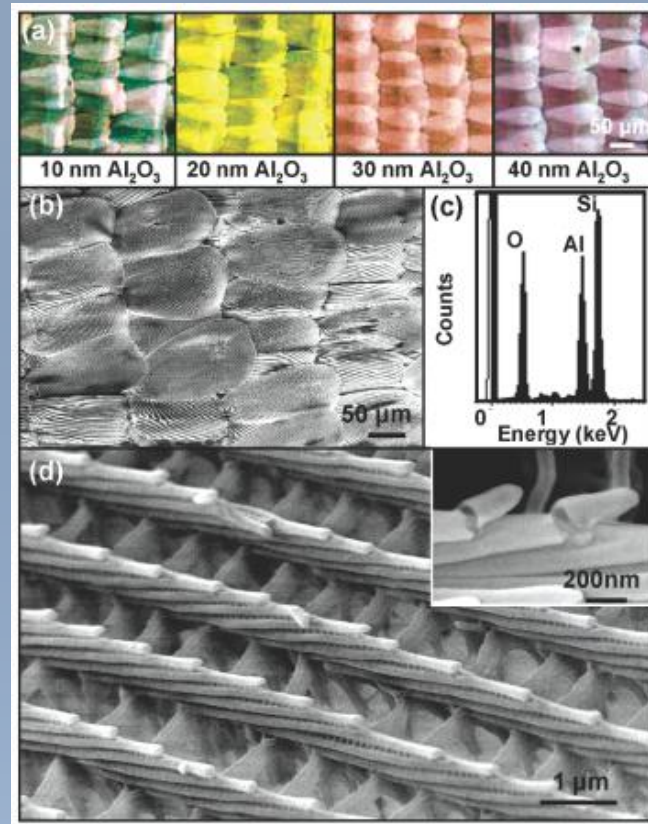 (a)
50 µm
10 nm Al₂O₃ 20 nm Al₂O₃ 30 nm Al₂O₃ 40 nm Al₂O₃
(b)
50 µm
(c)
Si
O Al
Counts
0 1 2
Energy (keV)
(d)
200nm
1 µm